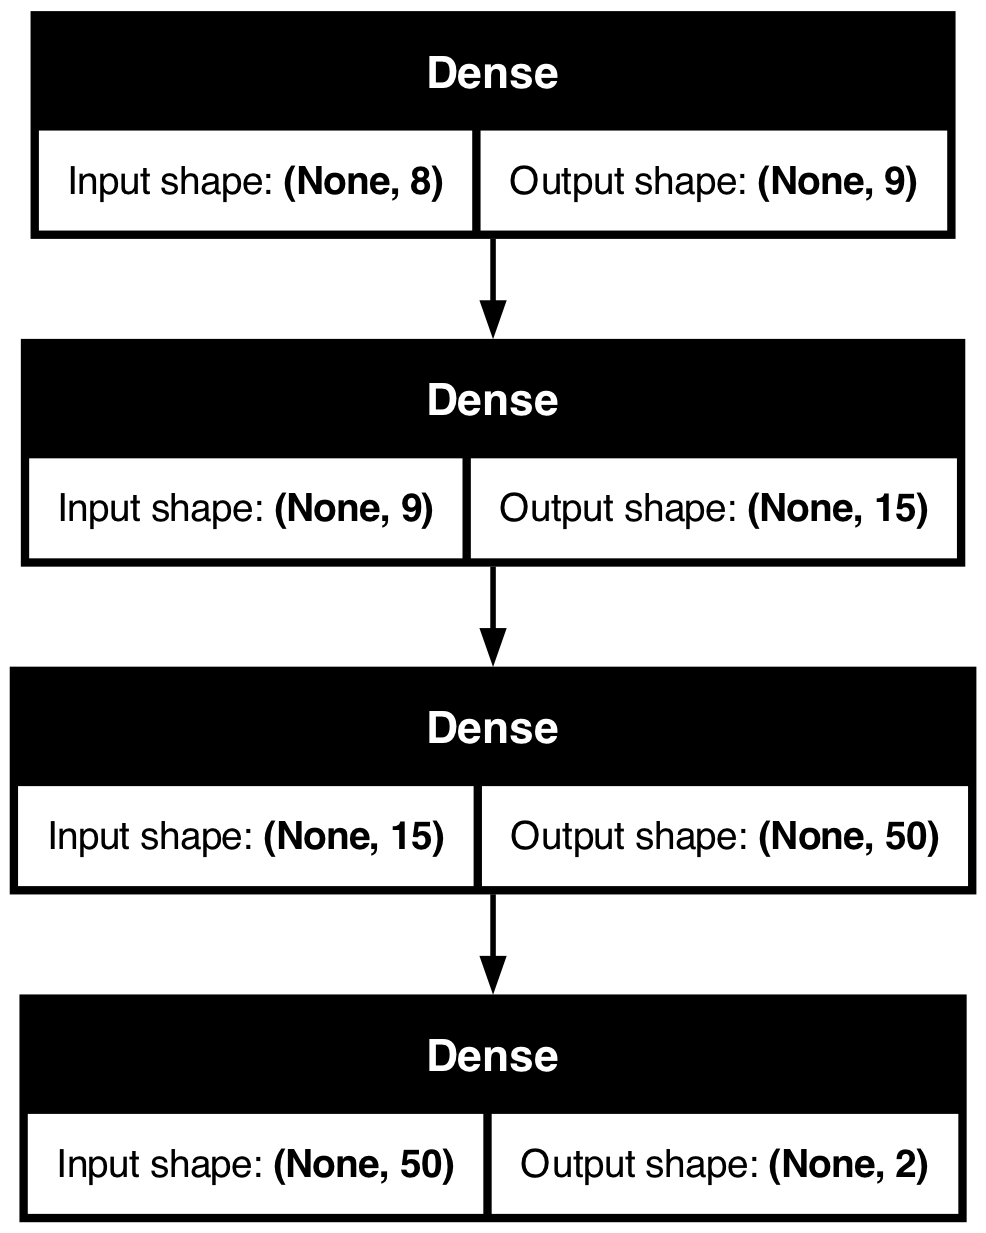 Dense
Input shape: (None, 8) Output shape: (None, 9)
Dense
Input shape: (None, 9) Output shape: (None, 15)
Dense
Input shape: (None, 15) Output shape: (None, 50)
Dense
Input shape: (None, 50) Output shape: (None, 2)